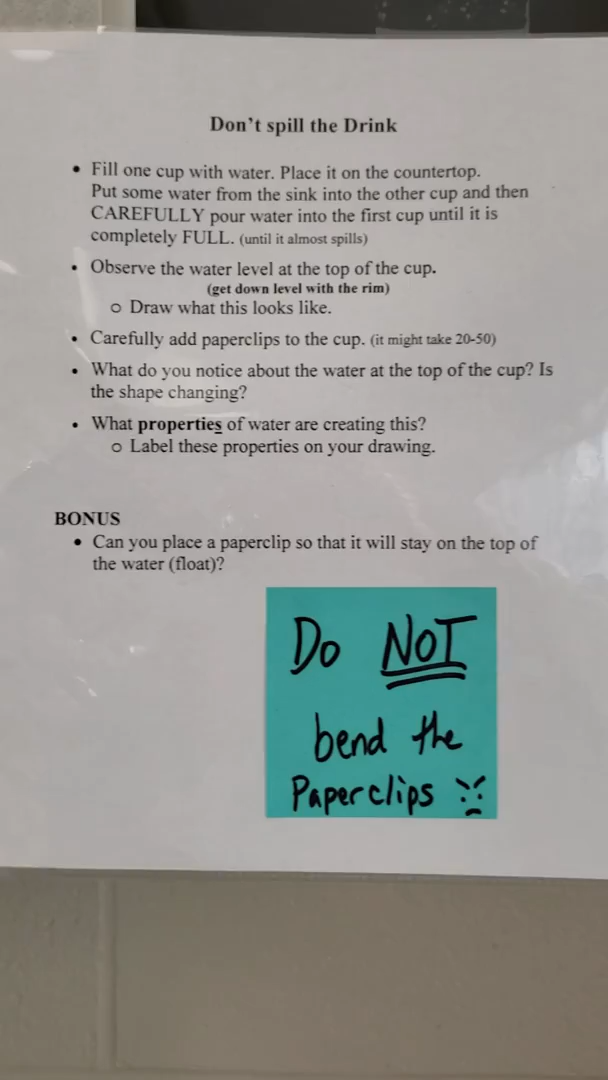 Don't spill the Drink
• Fill one cup with water. Place it on the countertop.
Put some water from the sink into the other cup and then
CAREFULLY pour water into the first cup until it is
completely FULL. (until it almost spills)
• Observe the water level at the top of the cup.
(get down level with the rim)
o Draw what this looks like.
• Carefully add paperclips to the cup. (it might take 20-50)
• What do you notice about the water at the top of the cup? Is
the shape changing?
• What properties of water are creating this?
o Label these properties on your drawing.
BONUS
• Can you place a paperclip so that it will stay on the top of
the water (float)?
Do NOT
bend the
Paperclips